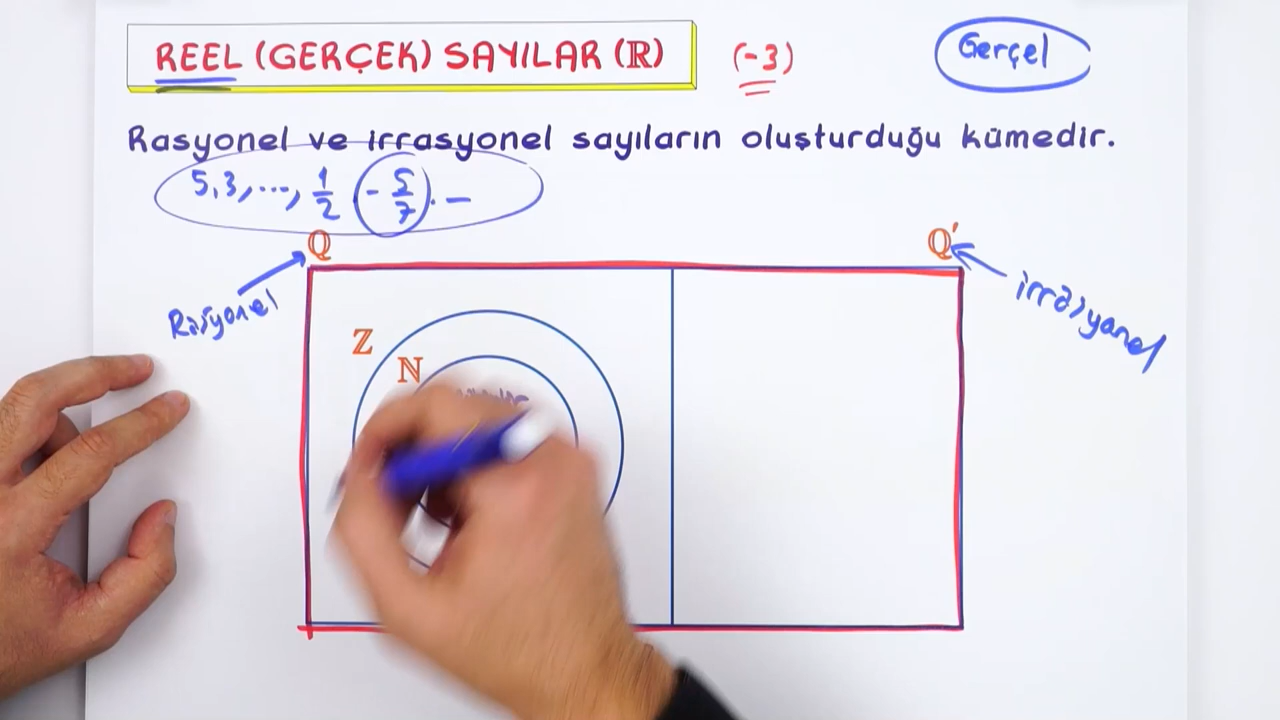 REEL (GERÇEK) SAYILAR (ℝ)
(-3)
Gerçel
Rasyonel ve irrasyonel sayıların oluşturduğu kümedir.
5,3,..., 1/2 (-5/7). _
ℚ
ℚ'
Rasyonel
irrasyonel
ℤ
ℕ